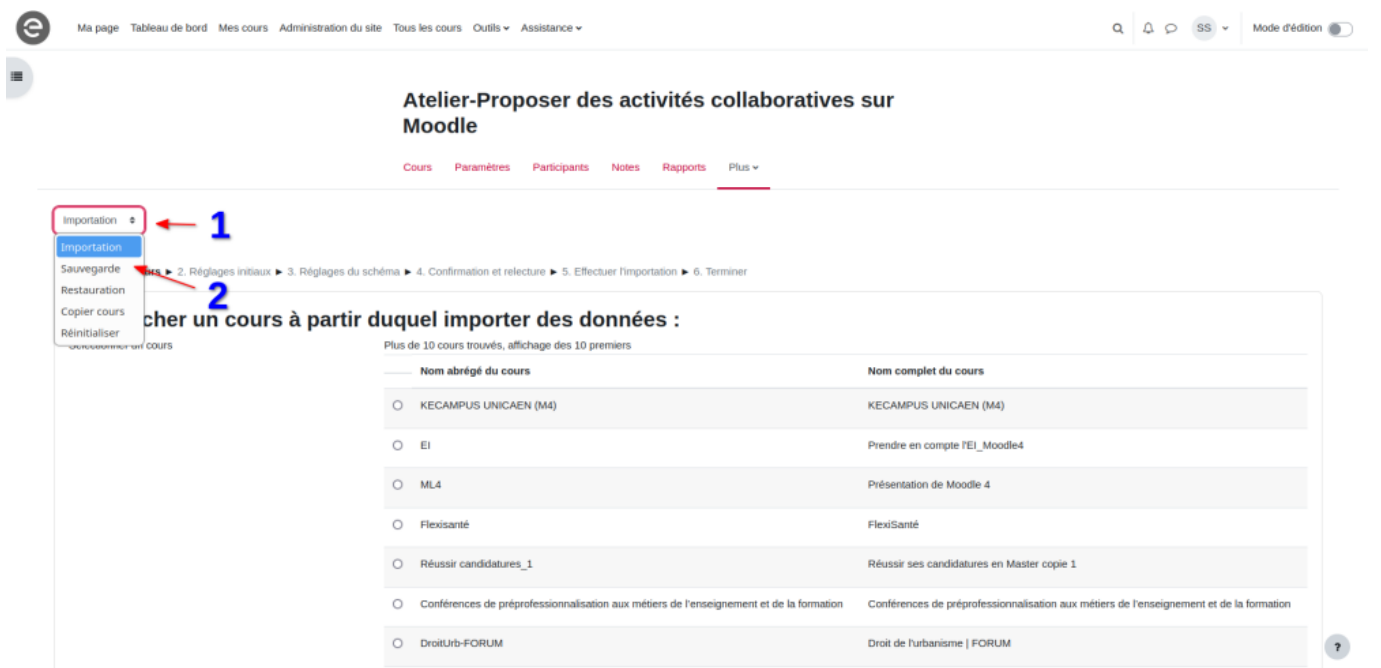 e
Ma page Tableau de bord Mes cours Administration du site Tous les cours Outils Assistance SS Mode d'édition
Atelier-Proposer des activités collaboratives sur
Moodle
Cours Paramètres Participants Notes Rapports Plus
Importation 1
Importation
Sauvegarde
2. Réglages initiaux ► 3. Réglages du schéma ► 4. Confirmation et relecture ► 5. Effectuer l'importation ► 6. Terminer
Restauration 2
Copier cours
cher un cours à partir duquel importer des données :
Réinitialiser
Sélectionner un cours Plus de 10 cours trouvés, affichage des 10 premiers
Nom abrégé du cours Nom complet du cours
KECAMPUS UNICAEN (M4) KECAMPUS UNICAEN (M4)
EI Prendre en compte l'EI_Moodle4
ML4 Présentation de Moodle 4
Flexisanté FlexiSanté
Réussir candidatures_1 Réussir ses candidatures en Master copie 1
Conférences de préprofessionnalisation aux métiers de l'enseignement et de la formation Conférences de préprofessionnalisation aux métiers de l'enseignement et de la formation
DroitUrb-FORUM Droit de l'urbanisme | FORUM
?